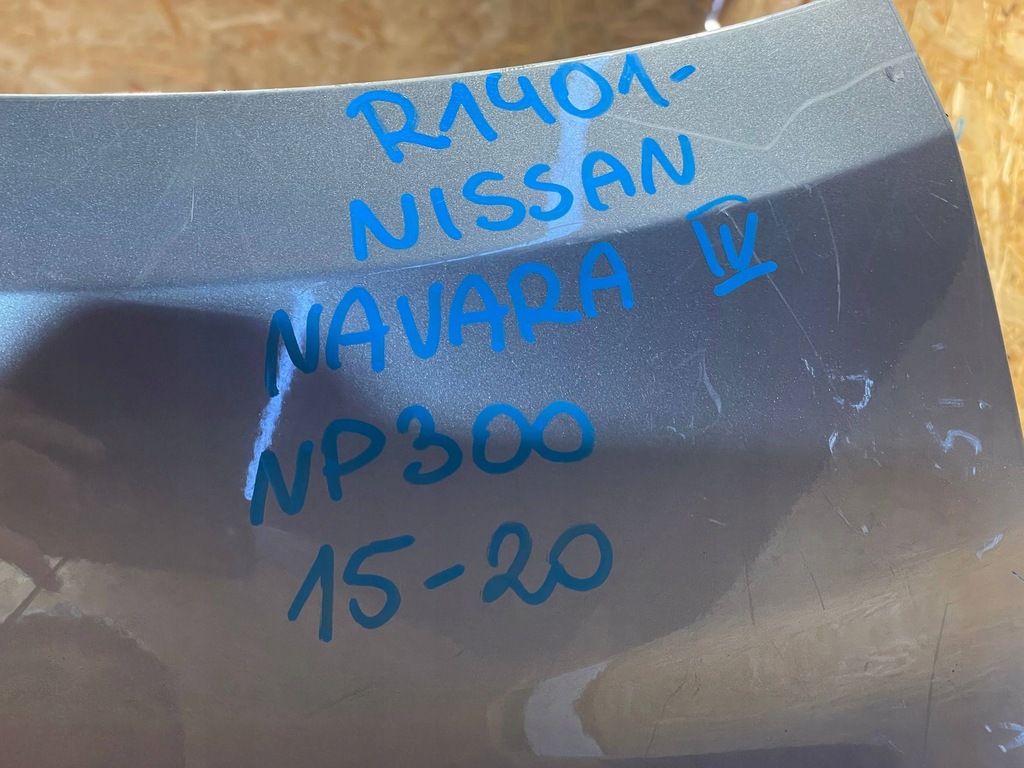 R1401-
NISSAN
NAVARA IV
NP300
15-20